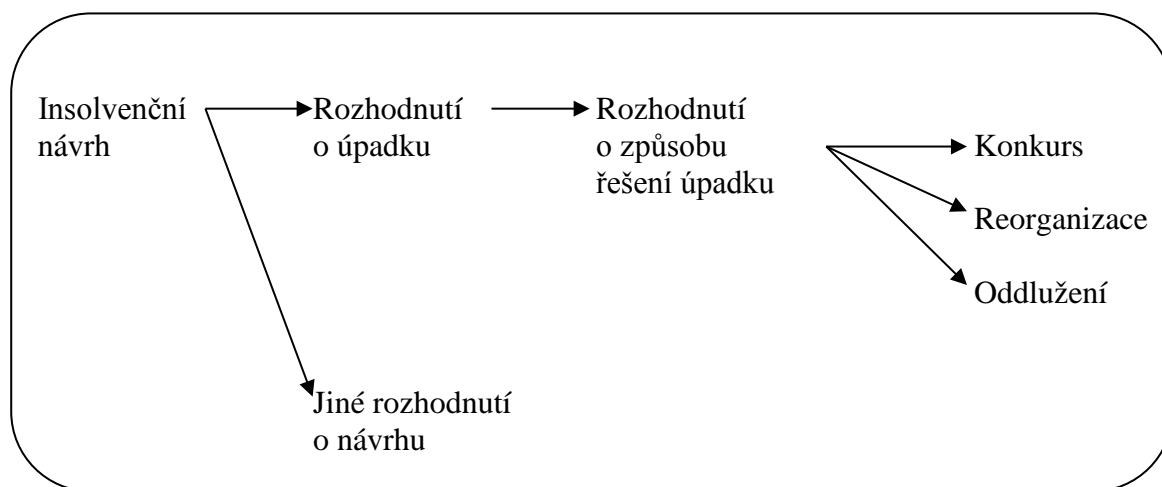 Insolvenční
návrh
Rozhodnutí
o úpadku
Rozhodnutí
o způsobu
řešení úpadku
Konkurs
Reorganizace
Oddlužení
Jiné rozhodnutí
o návrhu